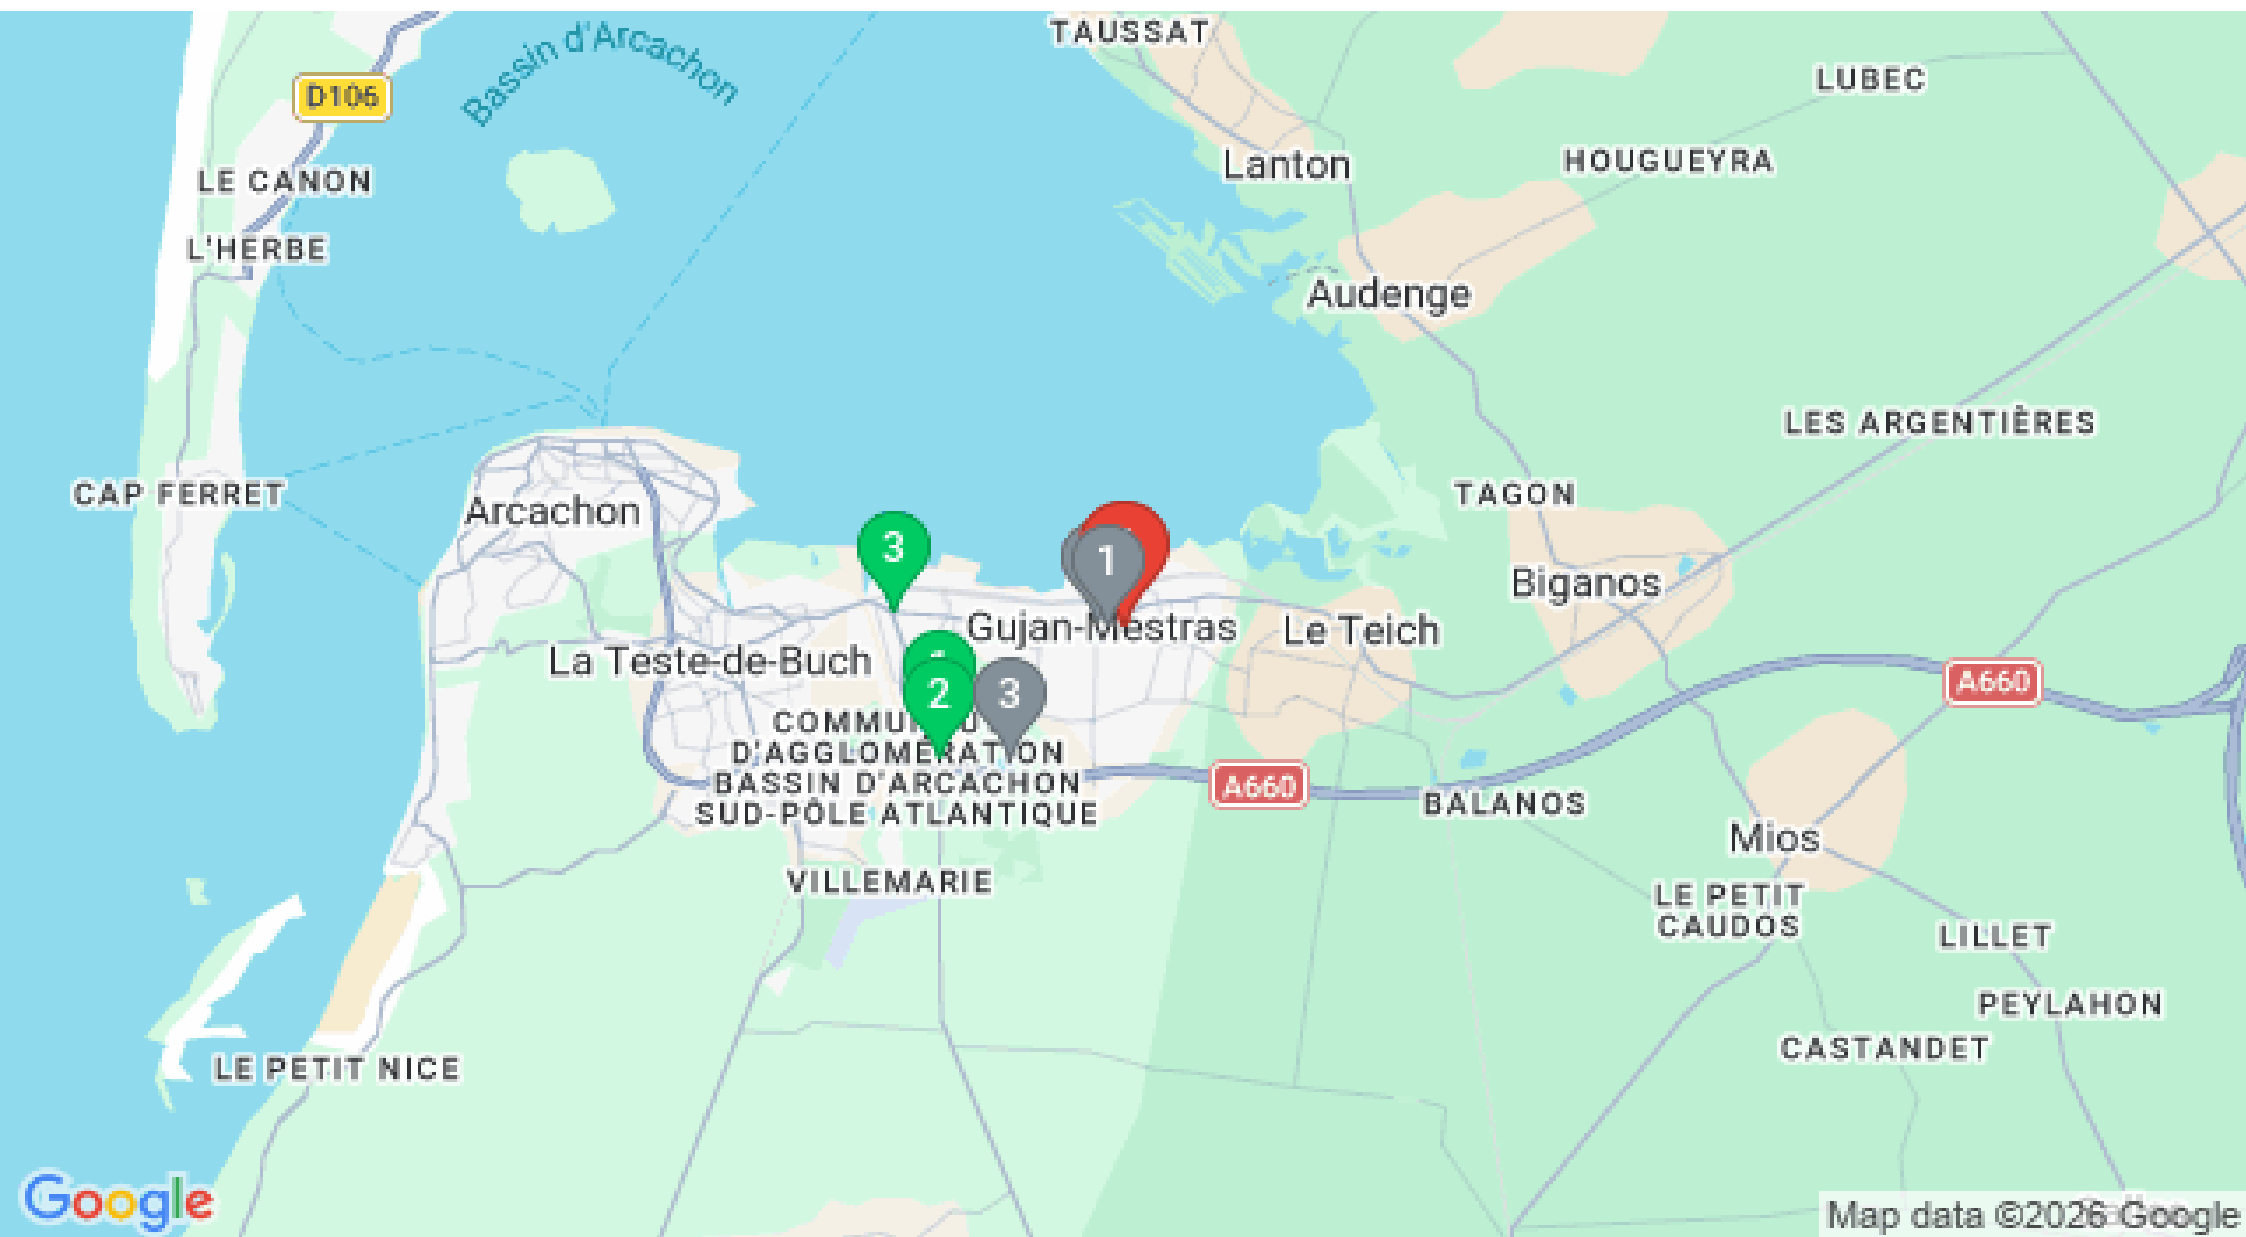 TAUSSAT
Bassin d'Arcachon
LUBEC
D106
Lanton
HOUGUEYRA
LE CANON
L'HERBE
Audenge
LES ARGENTIÈRES
CAP FERRET
TAGON
Arcachon
3
1
Biganos
Gujan-Mestras
Le Teich
La Teste-de-Buch
A660
2
3
COMMU
D'AGGLOMÉRATION
BASSIN D'ARCACHON
SUD-PÔLE ATLANTIQUE
A660
BALANOS
Mios
VILLEMARIE
LE PETIT
CAUDOS
LILLET
PEYLAHON
CASTANDET
LE PETIT NICE
Google
Map data ©2026 Google